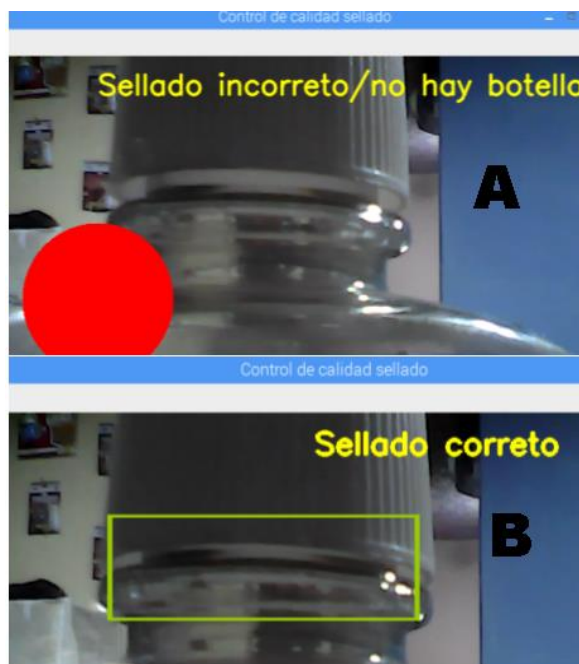 Control de calidad sellado
Sellado incorreto/no hay botella
A
Control de calidad sellado
Sellado correto
B